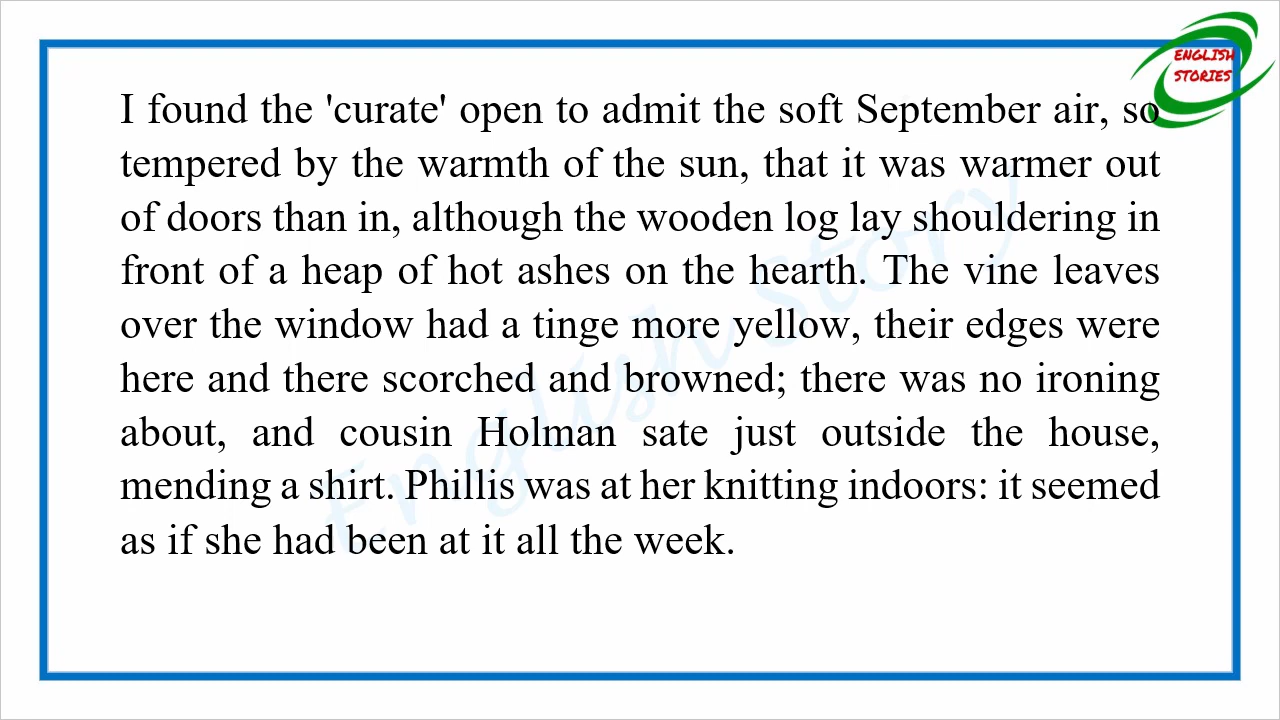 ENGLISH
STORIES
I found the 'curate' open to admit the soft September air, so
tempered by the warmth of the sun, that it was warmer out
of doors than in, although the wooden log lay shouldering in
front of a heap of hot ashes on the hearth. The vine leaves
over the window had a tinge more yellow, their edges were
here and there scorched and browned; there was no ironing
about, and cousin Holman sate just outside the house,
mending a shirt. Phillis was at her knitting indoors: it seemed
as if she had been at it all the week.
English Story